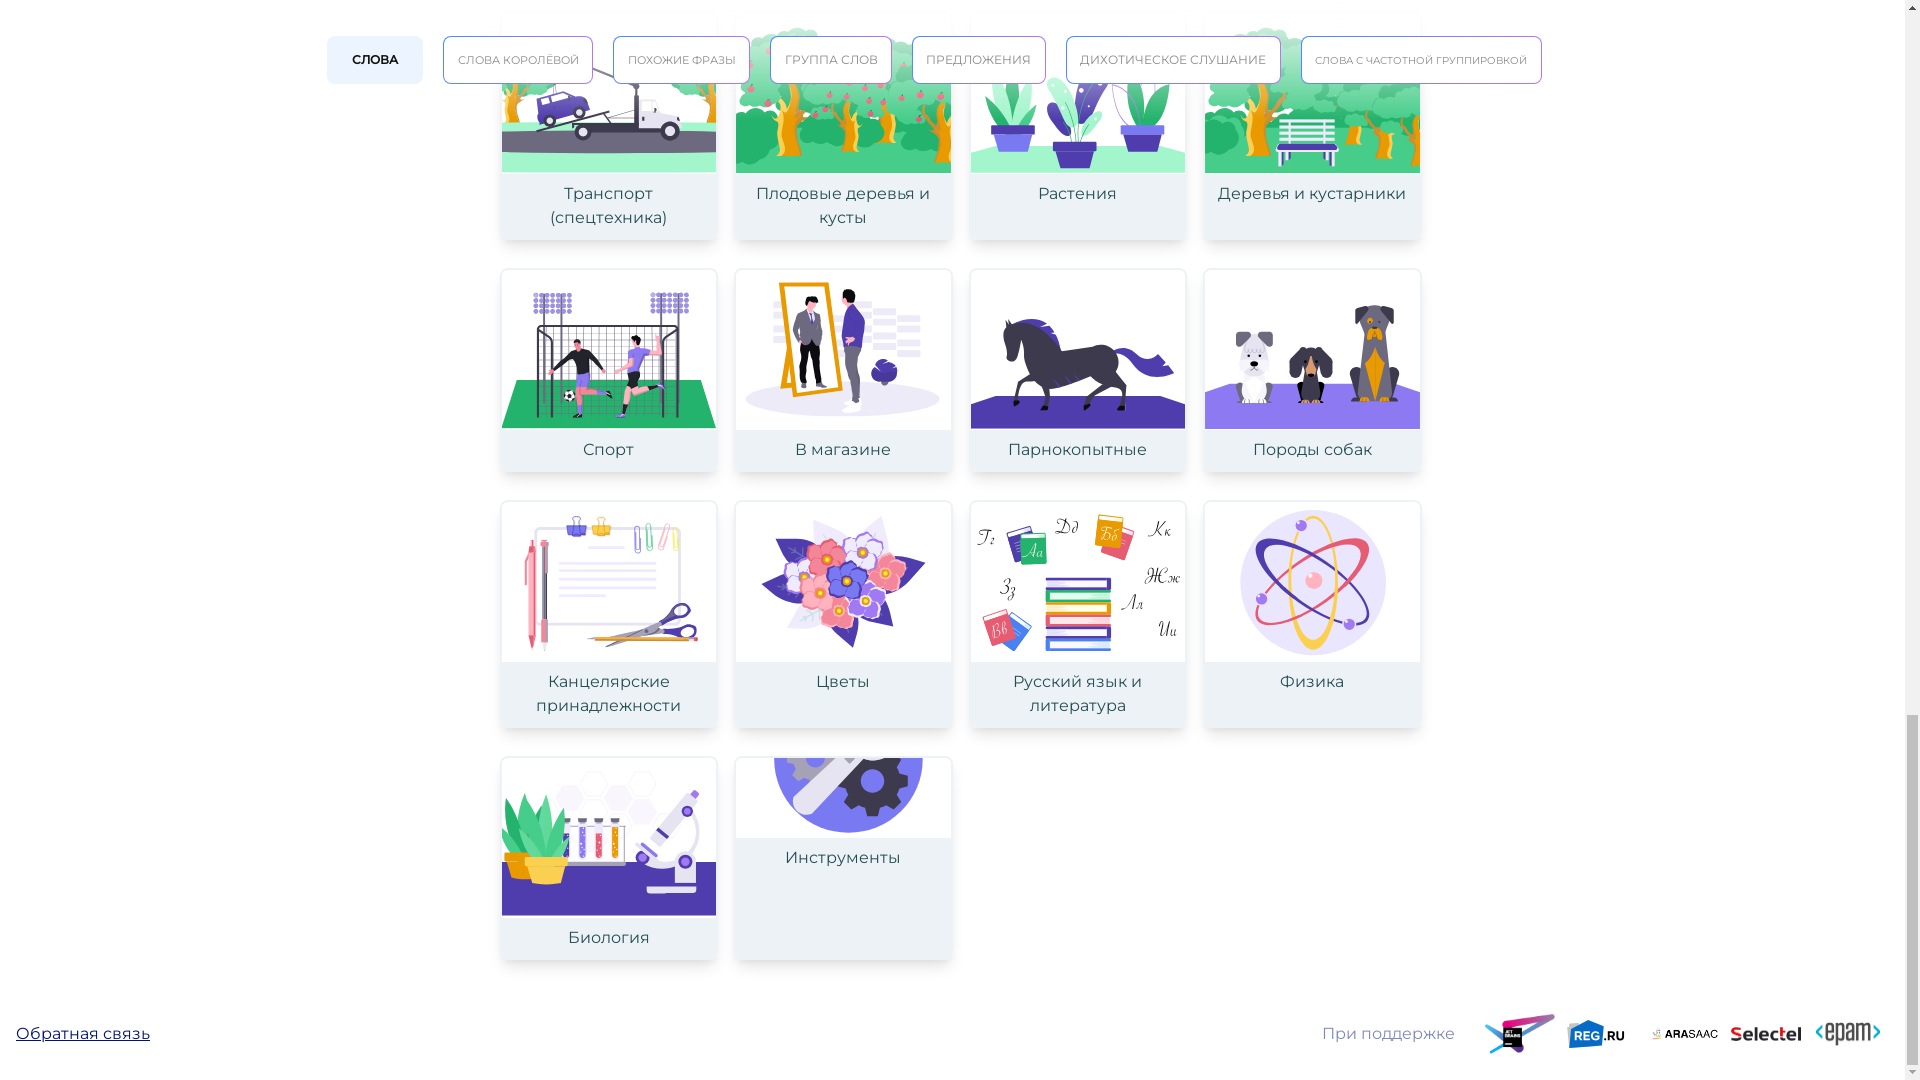 СЛОВА
СЛОВА КОРОЛЁВОЙ
ПОХОЖИЕ ФРАЗЫ
ГРУППА СЛОВ
ПРЕДЛОЖЕНИЯ
ДИХОТИЧЕСКОЕ СЛУШАНИЕ
СЛОВА С ЧАСТОТНОЙ ГРУППИРОВКОЙ
Транспорт
(спецтехника)
Плодовые деревья и
кусты
Растения
Деревья и кустарники
Спорт
В магазине
Парнокопытные
Породы собак
Канцелярские
принадлежности
Цветы
Гг
Аа
Дд
Бб
Кк
Зз
Жж
Лл
Вв
Ии
Русский язык и
литература
Физика
Биология
Инструменты
Обратная связь
При поддержке
JET
BRAINS
REG.RU
ARASAAC
Selectel
<epam>